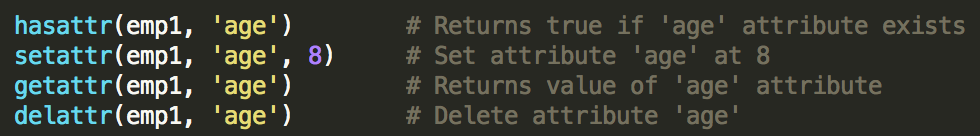 hasattr(emp1, 'age')         # Returns true if 'age' attribute exists
setattr(emp1, 'age', 8)      # Set attribute 'age' at 8
getattr(emp1, 'age')         # Returns value of 'age' attribute
delattr(emp1, 'age')         # Delete attribute 'age'